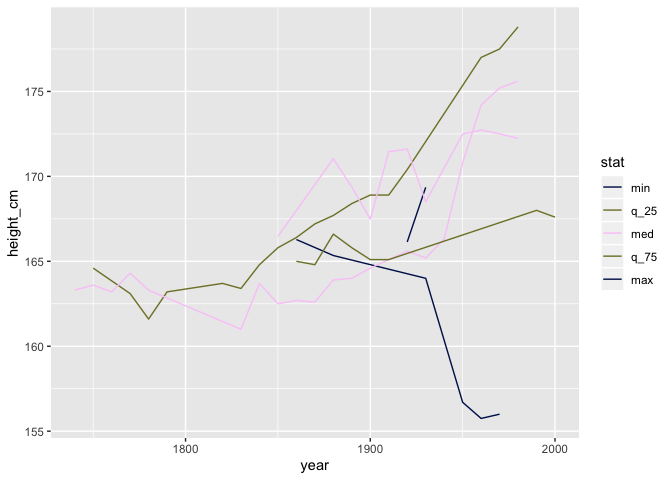 175
170
165
160
155
height_cm
1800
1900
2000
year
stat
min
q_25
med
q_75
max